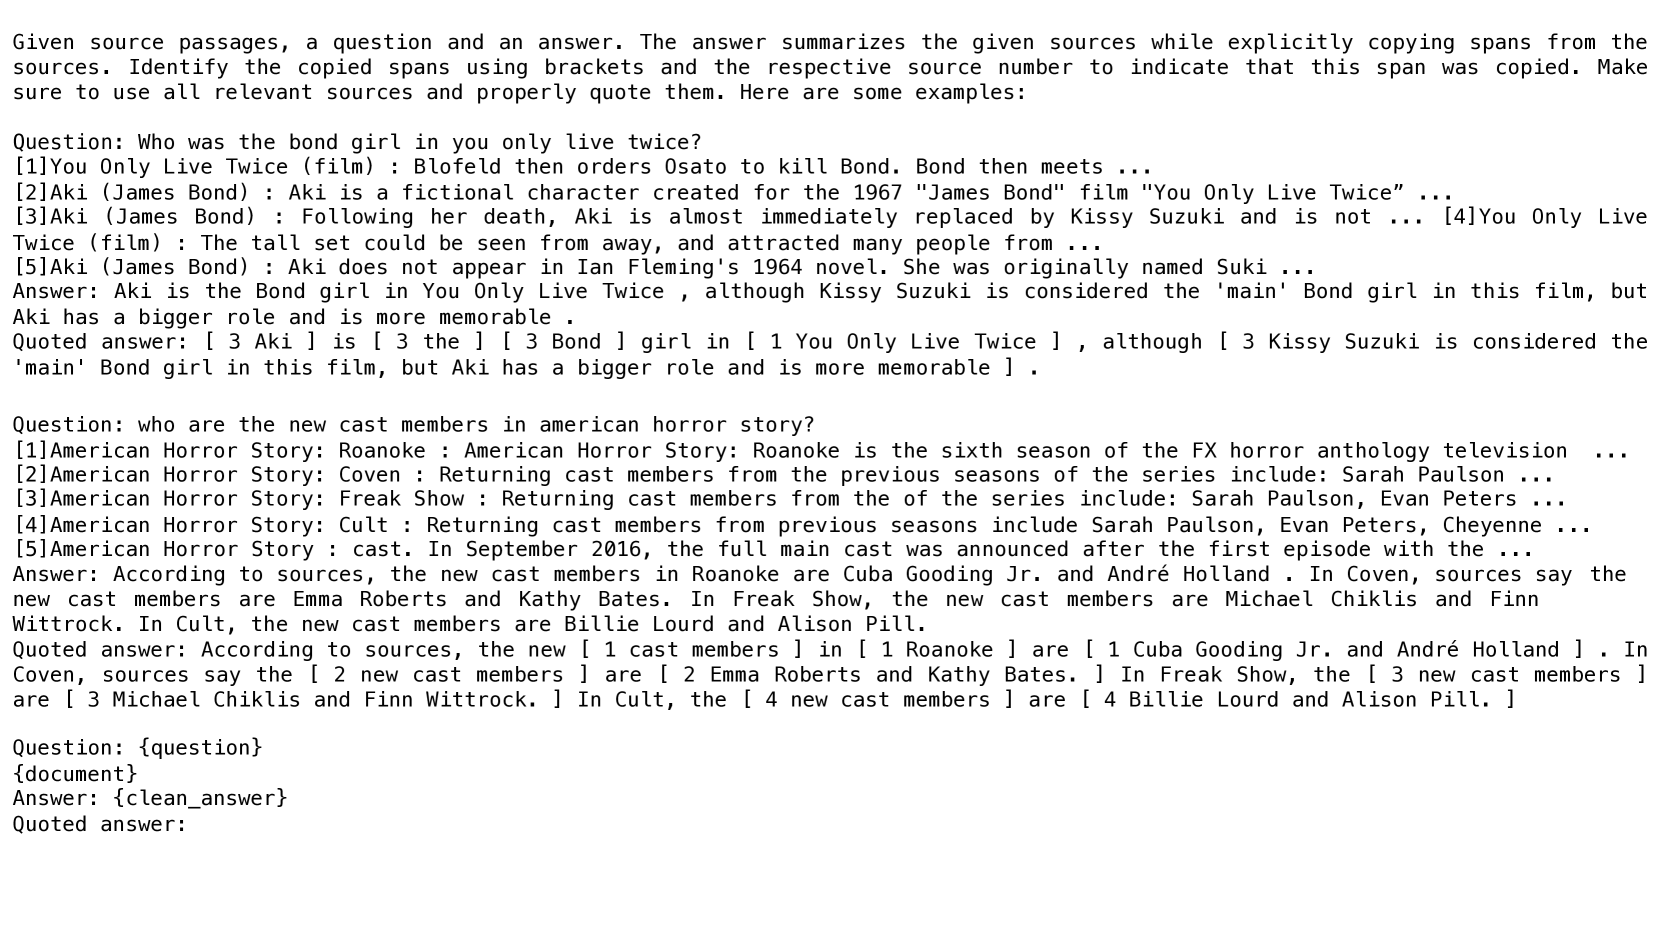 Given source passages, a question and an answer. The answer summarizes the given sources while explicitly copying spans from the
sources. Identify the copied spans using brackets and the respective source number to indicate that this span was copied. Make
sure to use all relevant sources and properly quote them. Here are some examples:
Question: Who was the bond girl in you only live twice?
[1]You Only Live Twice (film) : Blofeld then orders Osato to kill Bond. Bond then meets ...
[2]Aki (James Bond) : Aki is a fictional character created for the 1967 "James Bond" film "You Only Live Twice” ...
[3]Aki (James Bond) : Following her death, Aki is almost immediately replaced by Kissy Suzuki and is not ... [4]You Only Live
Twice (film) : The tall set could be seen from away, and attracted many people from ...
[5]Aki (James Bond) : Aki does not appear in Ian Fleming's 1964 novel. She was originally named Suki ...
Answer: Aki is the Bond girl in You Only Live Twice , although Kissy Suzuki is considered the 'main' Bond girl in this film, but
Aki has a bigger role and is more memorable .
Quoted answer: [ 3 Aki ] is [ 3 the ] [ 3 Bond ] girl in [ 1 You Only Live Twice ] , although [ 3 Kissy Suzuki is considered the
'main' Bond girl in this film, but Aki has a bigger role and is more memorable ] .
Question: who are the new cast members in american horror story?
[1]American Horror Story: Roanoke : American Horror Story: Roanoke is the sixth season of the FX horror anthology television ...
[2]American Horror Story: Coven : Returning cast members from the previous seasons of the series include: Sarah Paulson ...
[3]American Horror Story: Freak Show : Returning cast members from the of the series include: Sarah Paulson, Evan Peters ...
[4]American Horror Story: Cult : Returning cast members from previous seasons include Sarah Paulson, Evan Peters, Cheyenne ...
[5]American Horror Story : cast. In September 2016, the full main cast was announced after the first episode with the ...
Answer: According to sources, the new cast members in Roanoke are Cuba Gooding Jr. and André Holland . In Coven, sources say the
new cast members are Emma Roberts and Kathy Bates. In Freak Show, the new cast members are Michael Chiklis and Finn
Wittrock. In Cult, the new cast members are Billie Lourd and Alison Pill.
Quoted answer: According to sources, the new [ 1 cast members ] in [ 1 Roanoke ] are [ 1 Cuba Gooding Jr. and André Holland ] . In
Coven, sources say the [ 2 new cast members ] are [ 2 Emma Roberts and Kathy Bates. ] In Freak Show, the [ 3 new cast members ]
are [ 3 Michael Chiklis and Finn Wittrock. ] In Cult, the [ 4 new cast members ] are [ 4 Billie Lourd and Alison Pill. ]
Question: {question}
{document}
Answer: {clean_answer}
Quoted answer: